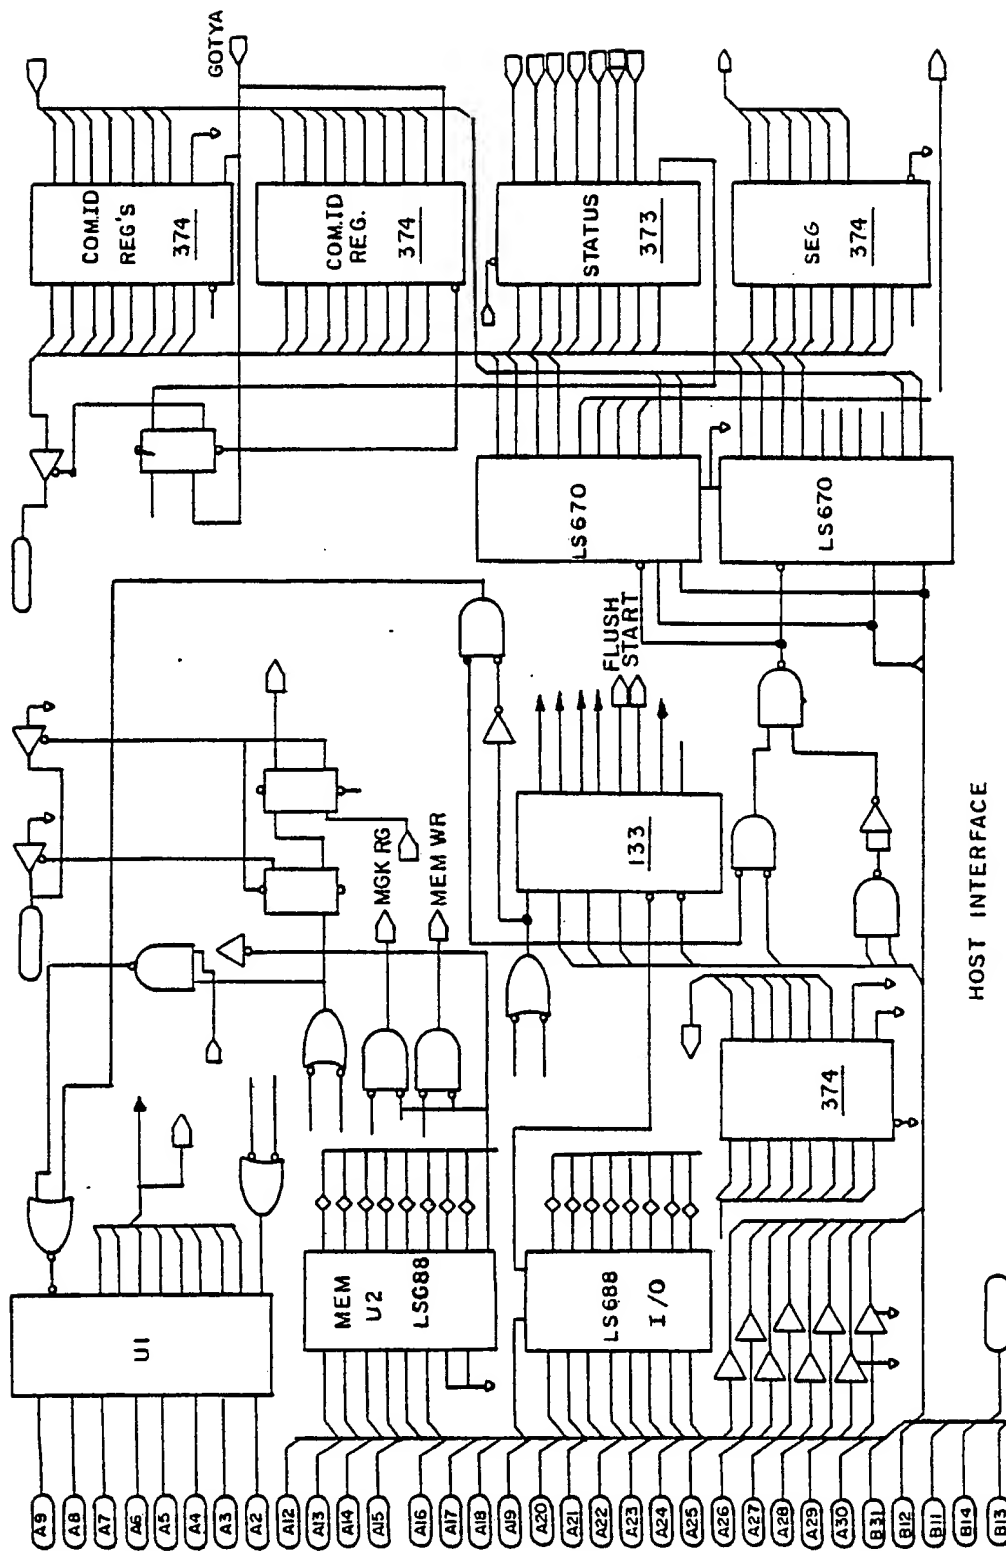 A9
A8
A7
A6
A5
A4
A3
A2
A12
A13
A14
A15
A16
A17
A18
A19
A20
A21
A22
A23
A24
A25
A26
A27
A28
A29
A30
B31
B12
B11
B14
B13
U1
MEM
U2
LS688
LS688
I/O
374
MGK RG
MEM WR
133
FLUSH
START
LS670
LS670
COM.ID
REG'S
374
COM.ID
REG.
374
STATUS
373
SEG
374
GOTYA
HOST INTERFACE